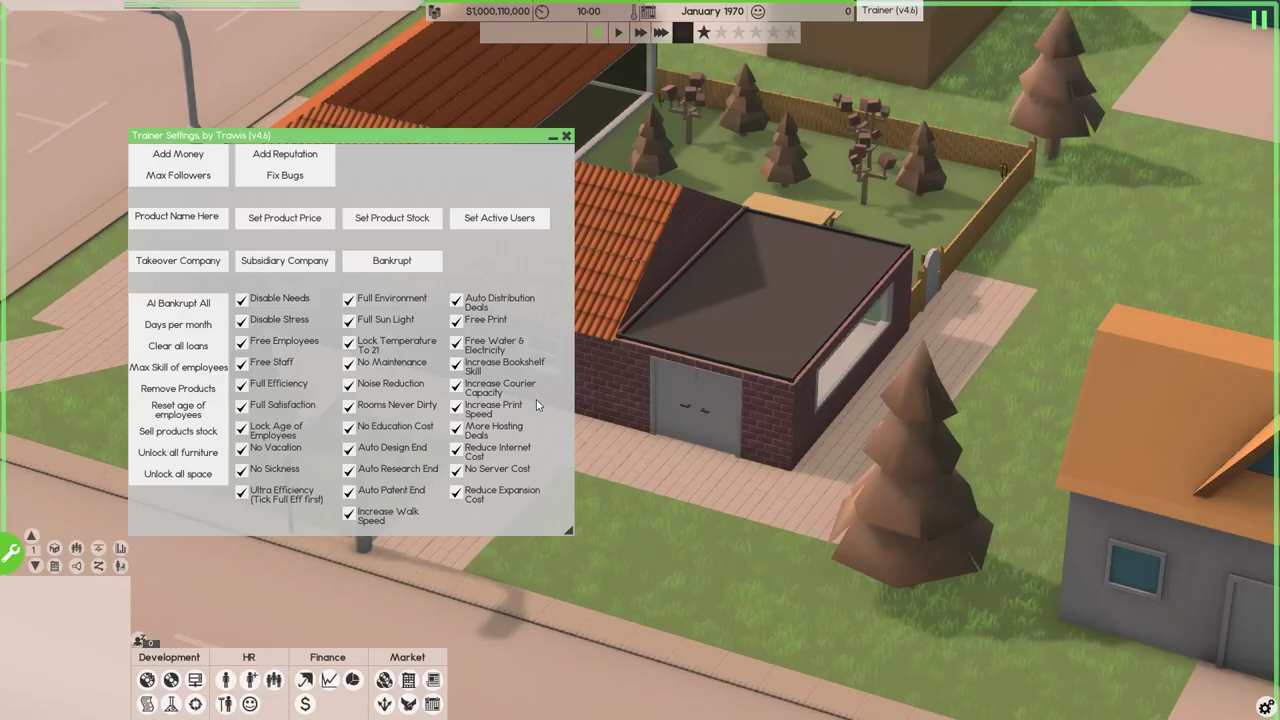 $1,000,110,000
10:00
January 1970
0
Trainer (v4.6)
Trainer Settings, by Trawis (v4.6)
Add Money
Add Reputation
Max Followers
Fix Bugs
Product Name Here
Set Product Price
Set Product Stock
Set Active Users
Takeover Company
Subsidiary Company
Bankrupt
AI Bankrupt All
Days per month
Clear all loans
Max Skill of employees
Remove Products
Reset age of
employees
Sell products stock
Unlock all furniture
Unlock all space
Disable Needs
Disable Stress
Free Employees
Free Staff
Full Efficiency
Full Satisfaction
Lock Age of
Employees
No Vacation
No Sickness
Ultra Efficiency
(Tick Full Eff first)
Full Environment
Full Sun Light
Lock Temperature
To 21
No Maintenance
Noise Reduction
Rooms Never Dirty
No Education Cost
Auto Design End
Auto Research End
Auto Patent End
Increase Walk
Speed
Auto Distribution
Deals
Free Print
Free Water &
Electricity
Increase Bookshelf
Skill
Increase Courier
Capacity
Increase Print
Speed
More Hosting
Deals
Reduce Internet
Cost
No Server Cost
Reduce Expansion
Cost
1
0
Development
HR
Finance
Market